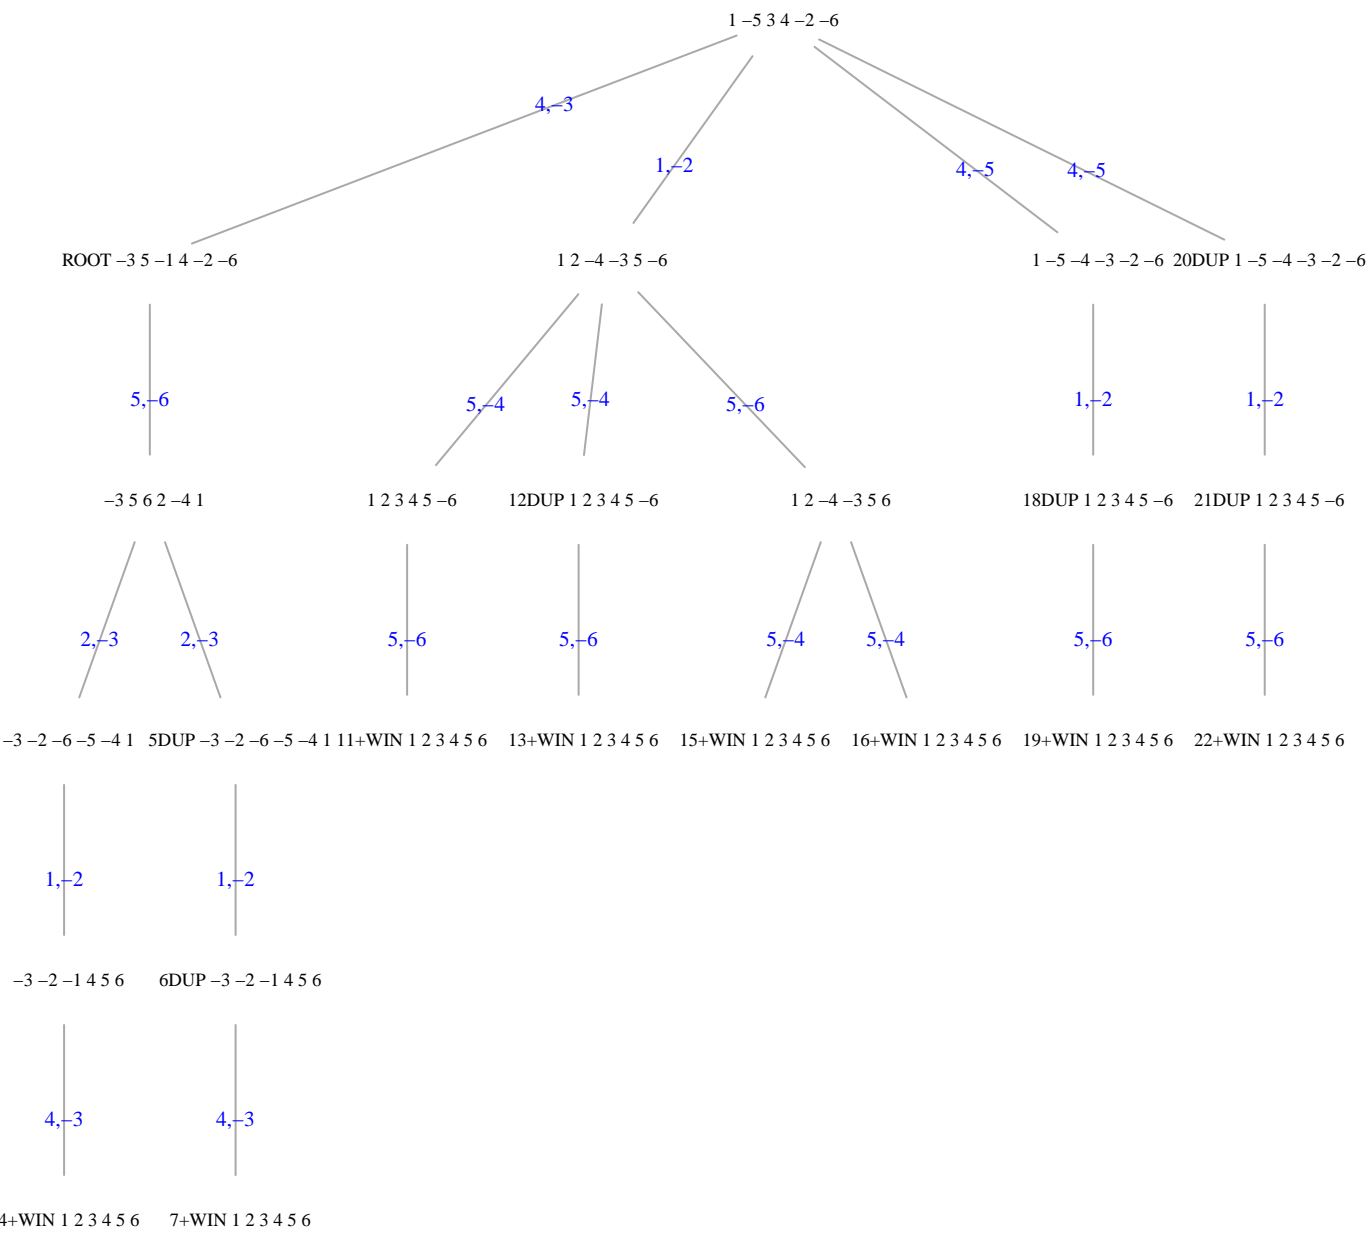 1 –5 3 4 –2 –6
4,–3
1,–2
4,–5
4,–5
ROOT –3 5 –1 4 –2 –6
1 2 –4 –3 5 –6
1 –5 –4 –3 –2 –6
20DUP 1 –5 –4 –3 –2 –6
5,–6
5,–4
5,–4
5,–6
1,–2
1,–2
–3 5 6 2 –4 1
1 2 3 4 5 –6
12DUP 1 2 3 4 5 –6
1 2 –4 –3 5 6
18DUP 1 2 3 4 5 –6
21DUP 1 2 3 4 5 –6
2,–3
2,–3
5,–6
5,–6
5,–4
5,–4
5,–6
5,–6
–3 –2 –6 –5 –4 1
5DUP –3 –2 –6 –5 –4 1
11+WIN 1 2 3 4 5 6
13+WIN 1 2 3 4 5 6
15+WIN 1 2 3 4 5 6
16+WIN 1 2 3 4 5 6
19+WIN 1 2 3 4 5 6
22+WIN 1 2 3 4 5 6
1,–2
1,–2
–3 –2 –1 4 5 6
6DUP –3 –2 –1 4 5 6
4,–3
4,–3
4+WIN 1 2 3 4 5 6
7+WIN 1 2 3 4 5 6